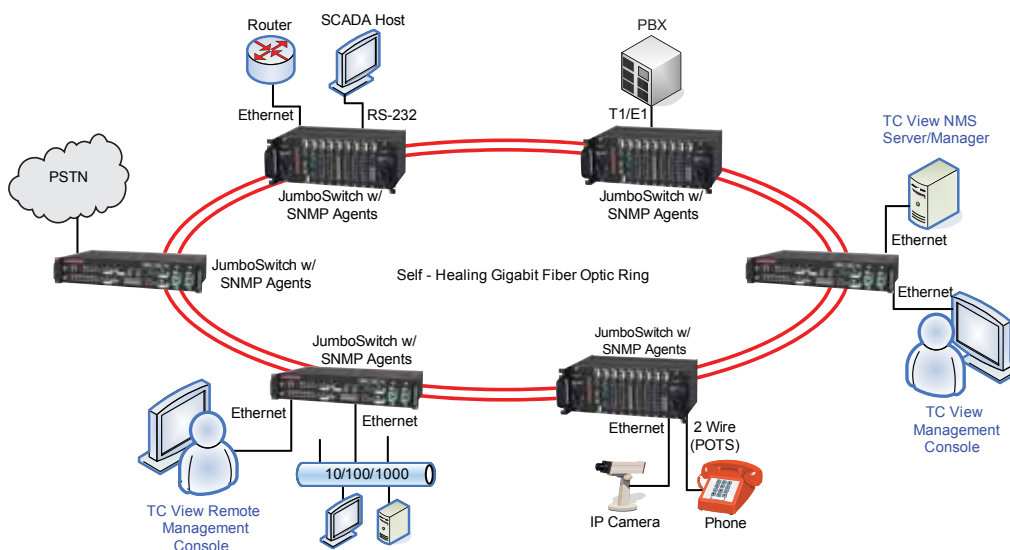 SCADA Host
Router
PBX
Ethernet
RS-232
T1/E1
TC View NMS
Server/Manager
PSTN
JumboSwitch w/
SNMP Agents
JumboSwitch w/
SNMP Agents
Ethernet
JumboSwitch w/
SNMP Agents
Self - Healing Gigabit Fiber Optic Ring
Ethernet
JumboSwitch w/
SNMP Agents
JumboSwitch w/
SNMP Agents
Ethernet
Ethernet
Ethernet
2 Wire
(POTS)
TC View
Management
Console
10/100/1000
TC View Remote
Management
Console
IP Camera
Phone